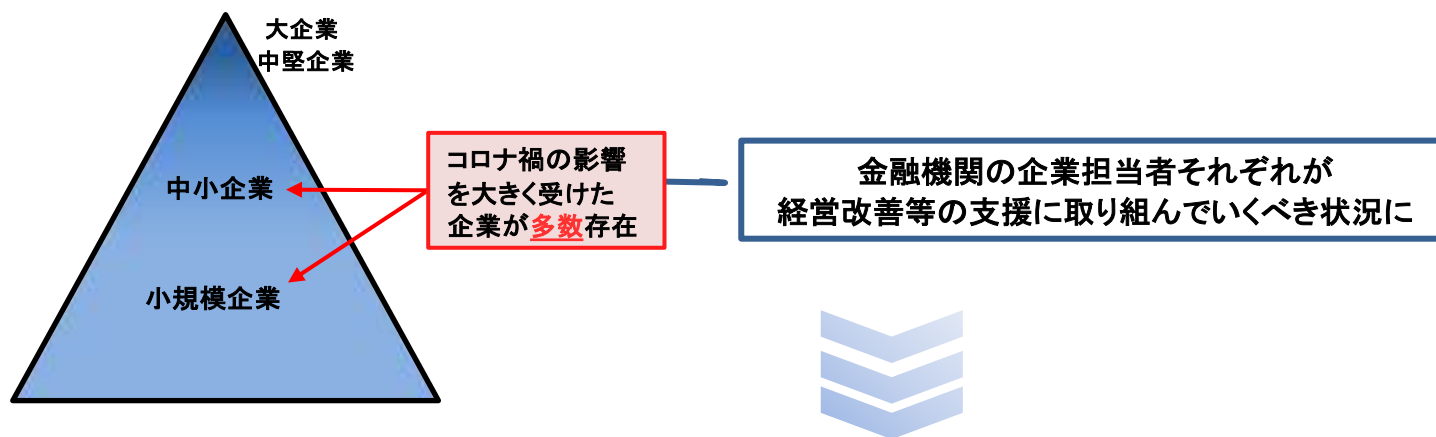 大企業
中堅企業
中小企業
小規模企業
コロナ禍の影響
を大きく受けた
企業が多数存在
金融機関の企業担当者それぞれが
経営改善等の支援に取り組んでいくべき状況に